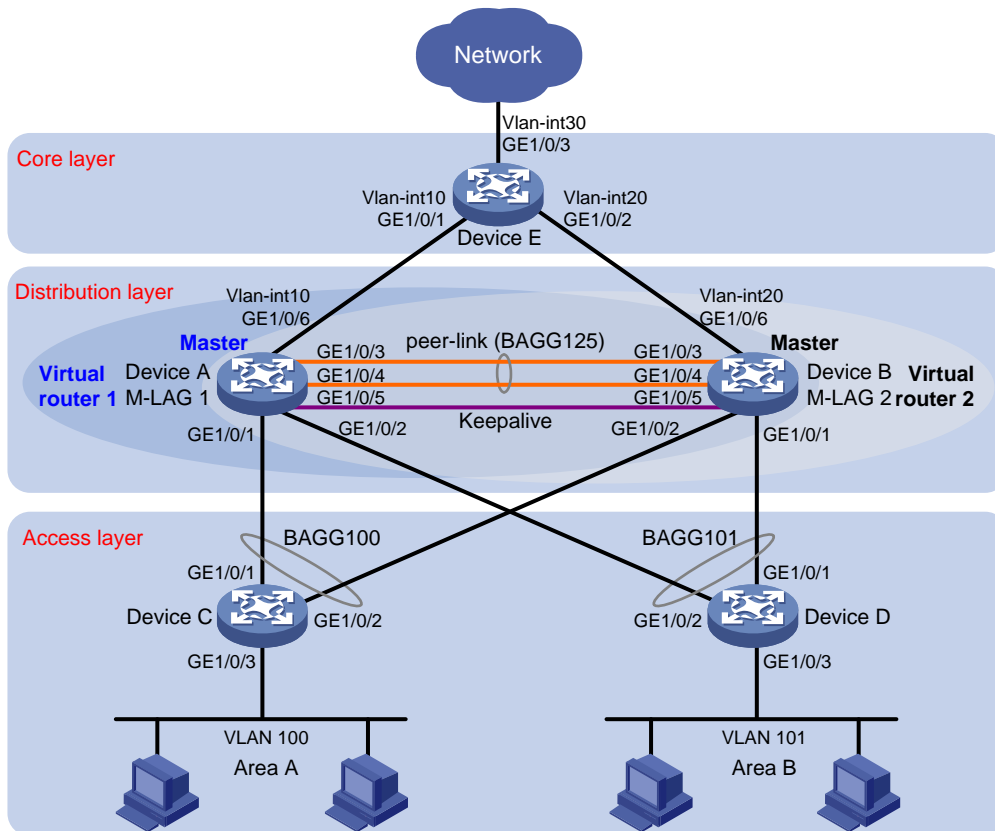 Network
Vlan-int30
GE1/0/3
Core layer
Vlan-int10
GE1/0/1
Vlan-int20
GE1/0/2
Device E
Distribution layer
Vlan-int10
GE1/0/6
Vlan-int20
GE1/0/6
Master
Master
GE1/0/3
peer-link (BAGG125)
GE1/0/3
Virtual
router 1
Device A
M-LAG 1
GE1/0/4
GE1/0/4
Device B
M-LAG 2
Virtual
router 2
GE1/0/5
GE1/0/5
Keepalive
GE1/0/1
GE1/0/2
GE1/0/2
GE1/0/1
Access layer
BAGG100
BAGG101
GE1/0/1
GE1/0/1
Device C
GE1/0/2
GE1/0/2
Device D
GE1/0/3
GE1/0/3
VLAN 100
VLAN 101
Area A
Area B